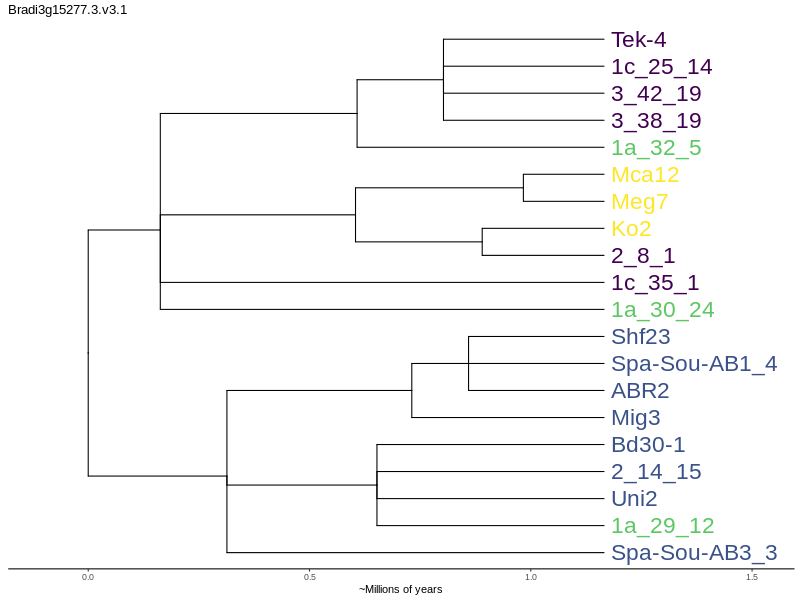 Bradi3g15277.3.v3.1
Tek-4
1c_25_14
3_42_19
3_38_19
1a_32_5
Mca12
Meg7
Ko2
2_8_1
1c_35_1
1a_30_24
Shf23
Spa-Sou-AB1_4
ABR2
Mig3
Bd30-1
2_14_15
Uni2
1a_29_12
Spa-Sou-AB3_3
0.0 0.5 1.0 1.5
~Millions of years